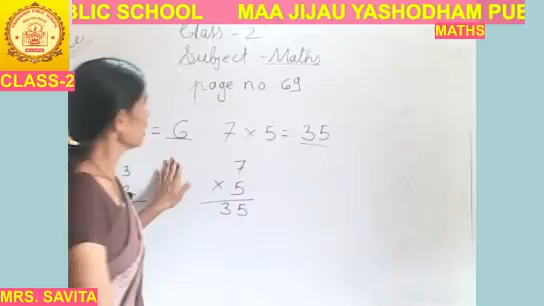 BLIC SCHOOL MAA JIJAU YASHODHAM PUE
MATHS
CLASS-2
Class - 2
Subject - Maths
page no 69
= 6 7 × 5 = 35
3 7
× 5
35
MRS. SAVITA